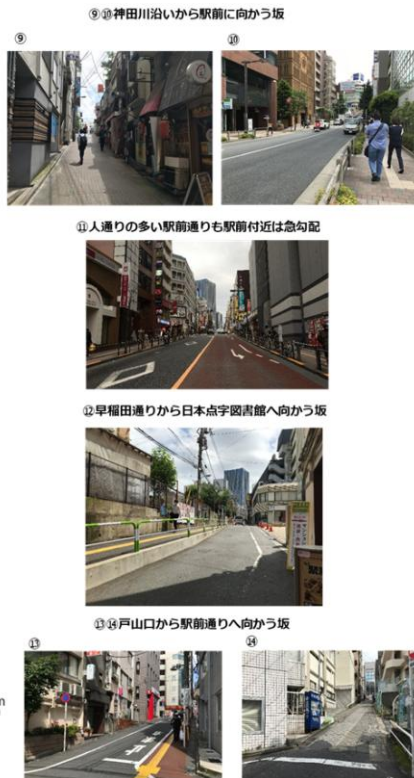 ⑨⑩神田川沿いから駅前に向かう坂
⑨
⑩
⑪人通りの多い駅前通りも駅前付近は急勾配
⑫早稲田通りから日本点字図書館へ向かう坂
⑬⑭戸山口から駅前通りへ向かう坂
⑬
⑭